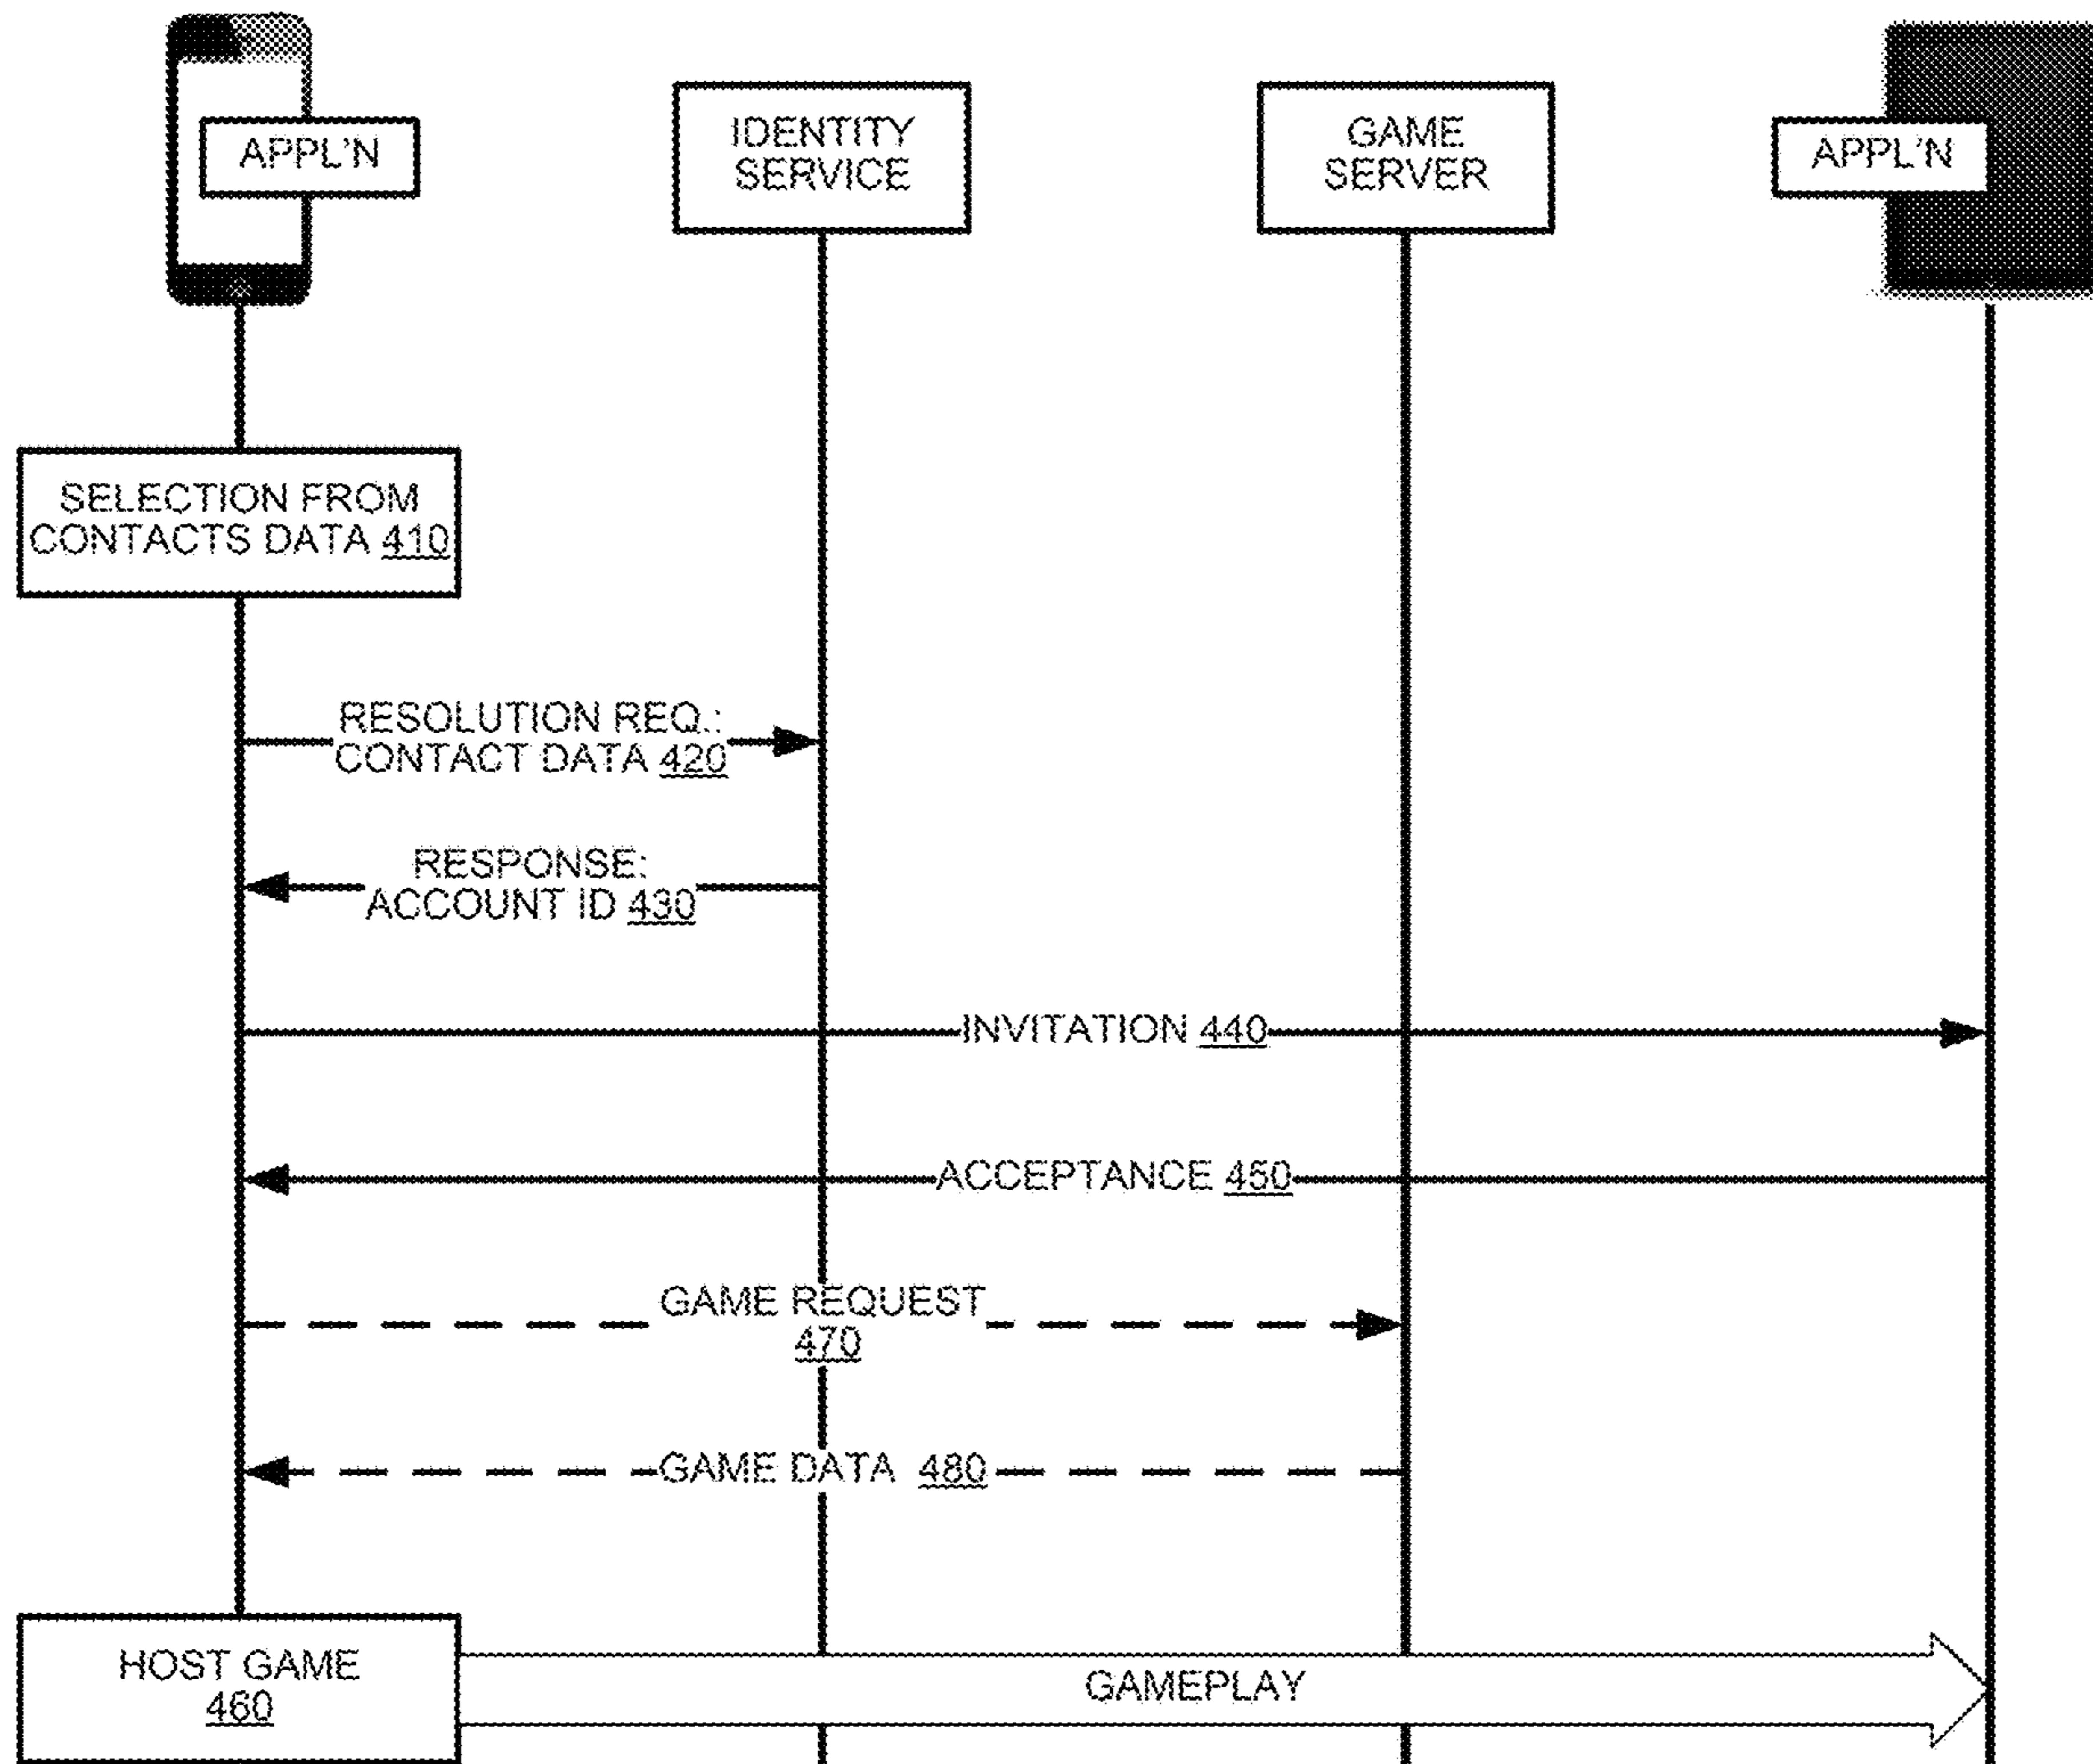 APPL'N
IDENTITY
SERVICE
GAME
SERVER
APPL'N
SELECTION FROM
CONTACTS DATA 410
RESOLUTION REQ.:
CONTACT DATA 420
RESPONSE:
ACCOUNT ID 430
INVITATION 440
ACCEPTANCE 450
GAME REQUEST
470
GAME DATA 480
HOST GAME
460
GAMEPLAY